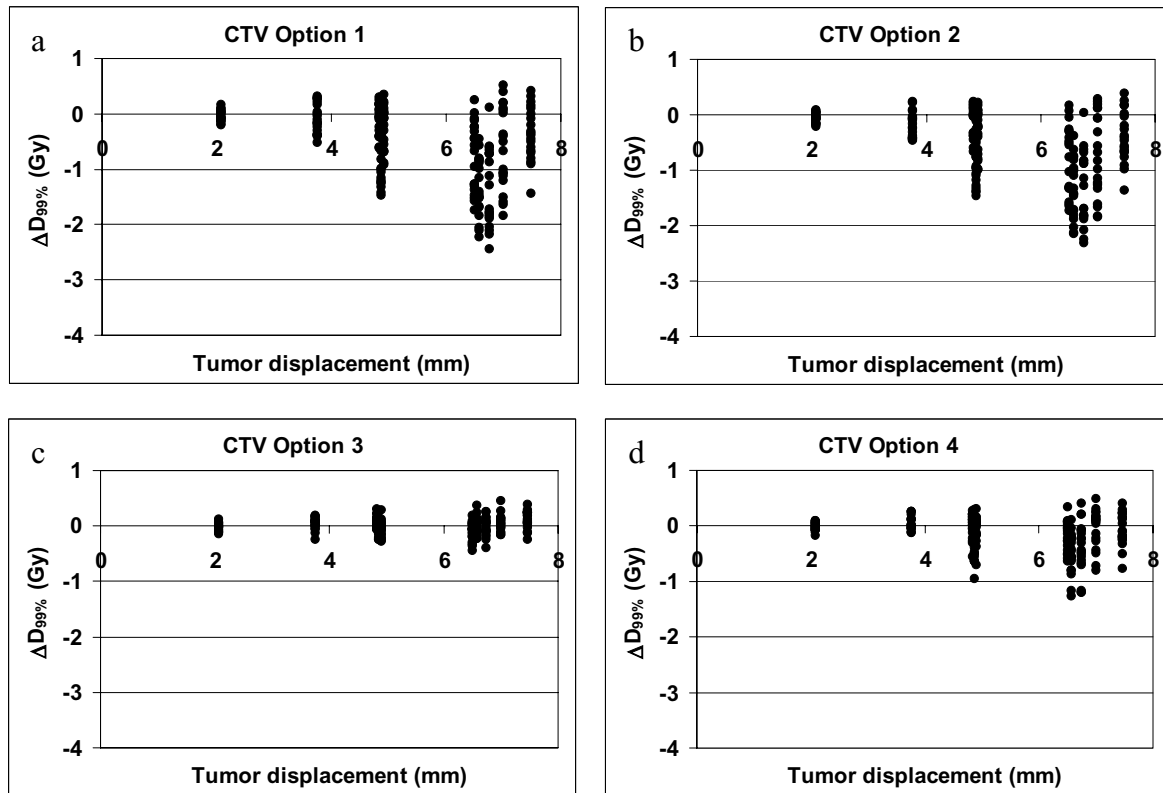 a
CTV Option 1
1
0
-1
-2
-3
-4
0 2 4 6 8
ΔD99% (Gy)
Tumor displacement (mm)
b
CTV Option 2
1
0
-1
-2
-3
-4
0 2 4 6 8
ΔD99% (Gy)
Tumor displacement (mm)
c
CTV Option 3
1
0
-1
-2
-3
-4
0 2 4 6 8
ΔD99% (Gy)
Tumor displacement (mm)
d
CTV Option 4
1
0
-1
-2
-3
-4
0 2 4 6 8
ΔD99% (Gy)
Tumor displacement (mm)